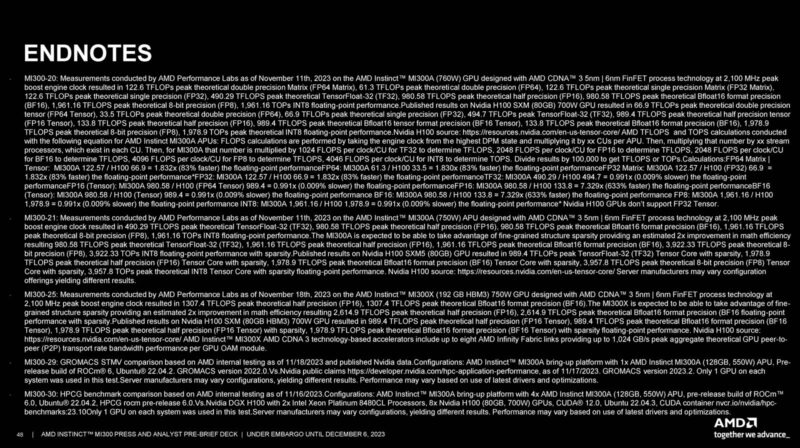 ENDNOTES
MI300-20: Measurements conducted by AMD Performance Labs as of November 11th, 2023 on the AMD Instinct™ MI300A (760W) GPU designed with AMD CDNA™ 3 5nm | 6nm FinFET process technology at 2,100 MHz peak
boost engine clock resulted in 122.6 TFLOPs peak theoretical double precision Matrix (FP64 Matrix), 61.3 TFLOPs peak theoretical double precision (FP64), 122.6 TFLOPs peak theoretical single precision Matrix (FP32 Matrix),
122.6 TFLOPs peak theoretical single precision (FP32), 490.29 TFLOPS peak theoretical TensorFloat-32 (TF32), 980.58 TFLOPS peak theoretical half precision (FP16), 980.58 TFLOPS peak theoretical Bfloat16 format precision
(BF16), 1,961.16 TFLOPS peak theoretical 8-bit precision (FP8), 1,961.16 TOPs INT8 floating-point performance.Published results on Nvidia H100 SXM (80GB) 700W GPU resulted in 66.9 TFLOPs peak theoretical double precision
tensor (FP64 Tensor), 33.5 TFLOPs peak theoretical double precision (FP64), 66.9 TFLOPs peak theoretical single precision (FP32), 494.7 TFLOPs peak TensorFloat-32 (TF32), 989.4 TFLOPS peak theoretical half precision tensor
(FP16 Tensor), 133.8 TFLOPS peak theoretical half precision (FP16), 989.4 TFLOPS peak theoretical Bfloat16 tensor format precision (BF16 Tensor), 133.8 TFLOPS peak theoretical Bfloat16 format precision (BF16), 1,978.9
TFLOPS peak theoretical 8-bit precision (FP8), 1,978.9 TOPs peak theoretical INT8 floating-point performance.Nvidia H100 source: https://resources.nvidia.com/en-us-tensor-core/ AMD TFLOPS and TOPS calculations conducted
with the following equation for AMD Instinct MI300A APUs: FLOPS calculations are performed by taking the engine clock from the highest DPM state and multiplying it by xx CUs per APU. Then, multiplying that number by xx stream
processors, which exist in each CU. Then, for MI300A that number is multiplied by 1024 FLOPS per clock/CU for TF32 to determine TFLOPS, 2048 FLOPS per clock/CU for FP16 to determine TFLOPS, 2048 FLOPS per clock/CU
for BF16 to determine TFLOPS, 4096 FLOPS per clock/CU for FP8 to determine TFLOPS, 4046 FLOPS per clock/CU for INT8 to determine TOPS. Divide results by 100,000 to get TFLOPS or TOPs.Calculations:FP64 Matrix |
Tensor: MI300A 122.57 / H100 66.9 = 1.832x (83% faster) the floating-point performanceFP64: MI300A 61.3 / H100 33.5 = 1.830x (83% faster) the floating-point performanceFP32 Matrix: MI300A 122.57 / H100 (FP32) 66.9 =
1.832x (83% faster) the floating-point performance*FP32: MI300A 122.57 / H100 66.9 = 1.832x (83% faster) the floating-point performanceTF32: MI300A 490.29 / H100 494.7 = 0.991x (0.009% slower) the floating-point
performanceFP16 (Tensor): MI300A 980.58 / H100 (FP64 Tensor) 989.4 = 0.991x (0.009% slower) the floating-point performanceFP16: MI300A 980.58 / H100 133.8 = 7.329x (633% faster) the floating-point performanceBF16
(Tensor): MI300A 980.58 / H100 (Tensor) 989.4 = 0.991x (0.009% slower) the floating-point performance BF16: MI300A 980.58 / H100 133.8 = 7.329x (633% faster) the floating-point performance FP8: MI300A 1,961.16 / H100
1,978.9 = 0.991x (0.009% slower) the floating-point performance INT8: MI300A 1,961.16 / H100 1,978.9 = 0.991x (0.009% slower) the floating-point performance* Nvidia H100 GPUs don't support FP32 Tensor.
MI300-21: Measurements conducted by AMD Performance Labs as of November 11th, 2023 on the AMD Instinct™ MI300A (750W) APU designed with AMD CDNA™ 3 5nm | 6nm FinFET process technology at 2,100 MHz peak
boost engine clock resulted in 490.29 TFLOPS peak theoretical TensorFloat-32 (TF32), 980.58 TFLOPS peak theoretical half precision (FP16), 980.58 TFLOPS peak theoretical Bfloat16 format precision (BF16), 1,961.16 TFLOPS
peak theoretical 8-bit precision (FP8), 1,961.16 TOPs INT8 floating-point performance.The MI300A is expected to be able to take advantage of fine-grained structure sparsity providing an estimated 2x improvement in math efficiency
resulting 980.58 TFLOPS peak theoretical TensorFloat-32 (TF32), 1,961.16 TFLOPS peak theoretical half precision (FP16), 1,961.16 TFLOPS peak theoretical Bfloat16 format precision (BF16), 3,922.33 TFLOPS peak theoretical 8-
bit precision (FP8), 3,922.33 TOPs INT8 floating-point performance with sparsity.Published results on Nvidia H100 SXM5 (80GB) GPU resulted in 989.4 TFLOPs peak TensorFloat-32 (TF32) Tensor Core with sparsity, 1,978.9
TFLOPS peak theoretical half precision (FP16) Tensor Core with sparsity, 1,978.9 TFLOPS peak theoretical Bfloat16 format precision (BF16) Tensor Core with sparsity, 3,957.8 TFLOPS peak theoretical 8-bit precision (FP8) Tensor
Core with sparsity, 3,957.8 TOPs peak theoretical INT8 Tensor Core with sparsity floating-point performance. Nvidia H100 source: https://resources.nvidia.com/en-us-tensor-core/ Server manufacturers may vary configuration
offerings yielding different results.
MI300-25: Measurements conducted by AMD Performance Labs as of November 18th, 2023 on the AMD Instinct™ MI300X (192 GB HBM3) 750W GPU designed with AMD CDNA™ 3 5nm | 6nm FinFET process technology at
2,100 MHz peak boost engine clock resulted in 1307.4 TFLOPS peak theoretical half precision (FP16), 1307.4 TFLOPS peak theoretical Bfloat16 format precision (BF16).The MI300X is expected to be able to take advantage of fine-
grained structure sparsity providing an estimated 2x improvement in math efficiency resulting 2,614.9 TFLOPS peak theoretical half precision (FP16), 2,614.9 TFLOPS peak theoretical Bfloat16 format precision (BF16 floating-point
performance with sparsity.Published results on Nvidia H100 SXM (80GB HBM3) 700W GPU resulted in 989.4 TFLOPS peak theoretical half precision (FP16 Tensor), 989.4 TFLOPS peak theoretical Bfloat16 format precision (BF16
Tensor), 1,978.9 TFLOPS peak theoretical half precision (FP16 Tensor) with sparsity, 1,978.9 TFLOPS peak theoretical Bfloat16 format precision (BF16 Tensor) with sparsity floating-point performance. Nvidia H100 source:
https://resources.nvidia.com/en-us-tensor-core/ AMD Instinct™ MI300X AMD CDNA 3 technology-based accelerators include up to eight AMD Infinity Fabric links providing up to 1,024 GB/s peak aggregate theoretical GPU peer-to-
peer (P2P) transport rate bandwidth performance per GPU OAM module.
MI300-29: GROMACS STMV comparison based on AMD internal testing as of 11/18/2023 and published Nvidia data.Configurations: AMD Instinct™ MI300A bring-up platform with 1x AMD Instinct MI300A (128GB, 550W) APU, Pre-
release build of ROCm® 6, Ubuntu® 22.04.2. GROMACS version 2022.0.Vs.Nvidia public claims https://developer.nvidia.com/hpc-application-performance, as of 11/17/2023. GROMACS version 2023.2. Only 1 GPU on each
system was used in this test.Server manufacturers may vary configurations, yielding different results. Performance may vary based on use of latest drivers and optimizations.
MI300-30: HPCG benchmark comparison based on AMD internal testing as of 11/16/2023.Configurations: AMD Instinct™ MI300A bring-up platform with 4x AMD Instinct MI300A (128GB, 550W) APU, pre-release build of ROCm™
6.0, Ubuntu® 22.04.2, HPCG rocm pre-release 6.0.Vs.Nvidia DGX H100 with 2x Intel Xeon Platinum 8480CL Processors, 8x Nvidia H100 (80GB, 700W) GPUs, CUDA® 12.0, Ubuntu 22.04.3, CUDA container nvcr.io/nvidia/hpc-
benchmarks:23.10Only 1 GPU on each system was used in this test.Server manufacturers may vary configurations, yielding different results. Performance may vary based on use of latest drivers and optimizations.
48 | AMD INSTINCT™ MI300 PRESS AND ANALYST PRE-BRIEF DECK | UNDER EMBARGO UNTIL DECEMBER 6, 2023
AMD
together we advance_